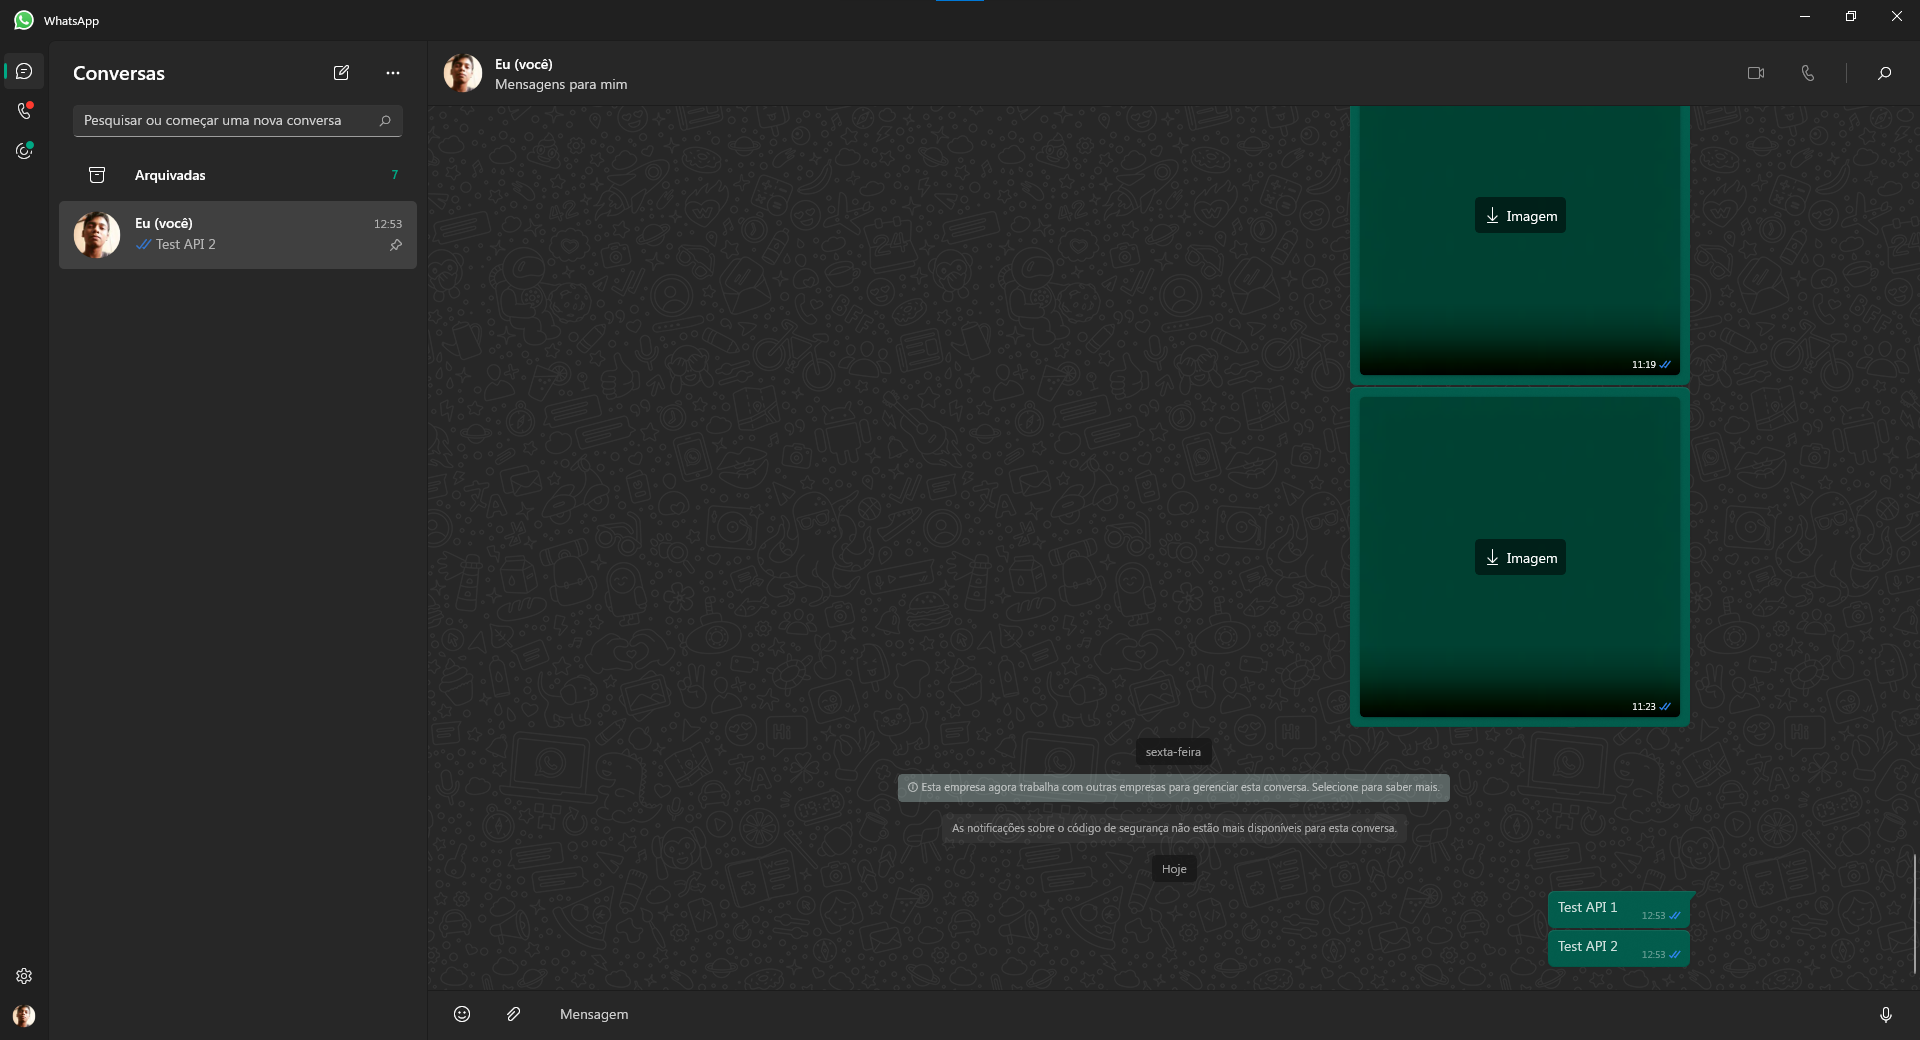 WhatsApp
Conversas
Pesquisar ou começar uma nova conversa
Arquivadas
7
Eu (você)
12:53
Test API 2
Eu (você)
Mensagens para mim
Imagem
11:19
Imagem
11:23
sexta-feira
Esta empresa agora trabalha com outras empresas para gerenciar esta conversa. Selecione para saber mais.
As notificações sobre o código de segurança não estão mais disponíveis para esta conversa.
Hoje
Test API 1
12:53
Test API 2
12:53
Mensagem